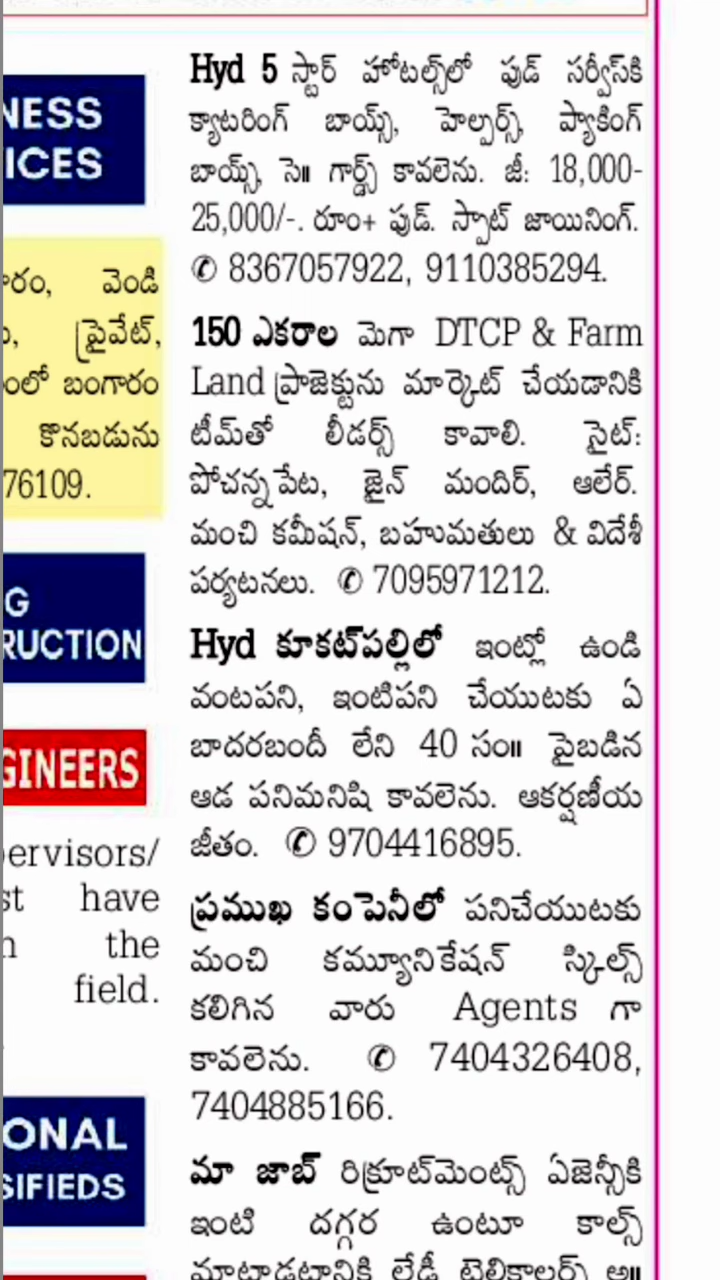 NESS
ICES
రం, వెండి
ప్రైవేట్,
లో బంగారం
కొనబడును
76109.
G
RUCTION
GINEERS
ervisors/
st have
the
field.
ONAL
SIFIEDS
Hyd 5 స్టార్ హోటల్స్‌లో ఫుడ్ సర్వీస్‌కి
క్యాటరింగ్ బాయ్స్, హెల్పర్స్, ప్యాకింగ్
బాయ్స్, సె॥ గార్డ్స్ కావలెను. జీ: 18,000-
25,000/-. రూం+ ఫుడ్. స్పాట్ జాయినింగ్.
✆ 8367057922, 9110385294.
150 ఎకరాల మెగా DTCP & Farm
Land ప్రాజెక్టును మార్కెట్ చేయడానికి
టీమ్‌తో లీడర్స్ కావాలి. సైట్:
పోచన్నపేట, జైన్ మందిర్, ఆలేర్.
మంచి కమీషన్, బహుమతులు & విదేశీ
పర్యటనలు. ✆ 7095971212.
Hyd కూకట్‌పల్లిలో ఇంట్లో ఉండి
వంటపని, ఇంటిపని చేయుటకు ఏ
బాదరబందీ లేని 40 సం॥ పైబడిన
ఆడ పనిమనిషి కావలెను. ఆకర్షణీయ
జీతం. ✆ 9704416895.
ప్రముఖ కంపెనీలో పనిచేయుటకు
మంచి కమ్యూనికేషన్ స్కిల్స్
కలిగిన వారు Agents గా
కావలెను. ✆ 7404326408,
7404885166.
మా జాబ్ రిక్రూట్‌మెంట్స్ ఏజెన్సీకి
ఇంటి దగ్గర ఉంటూ కాల్స్
మాట్లాడటానికి లేడీ టెలికాలర్స్ అ॥